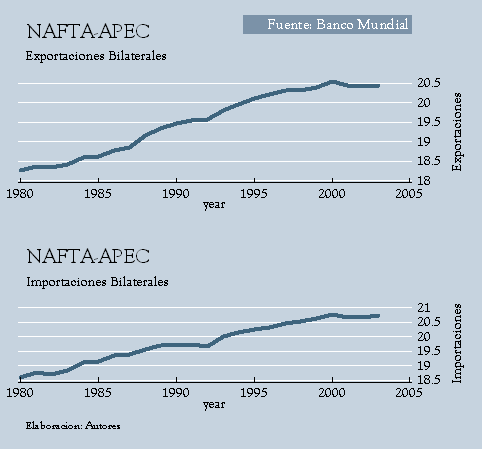 NAFTA-APEC
Fuente: Banco Mundial
Exportaciones Bilaterales
20.5
20
19.5
19
18.5
18
Exportaciones
1980 1985 1990 1995 2000 2005
year
NAFTA-APEC
Importaciones Bilaterales
21
20.5
20
19.5
19
18.5
Importaciones
1980 1985 1990 1995 2000 2005
year
Elaboracion: Autores